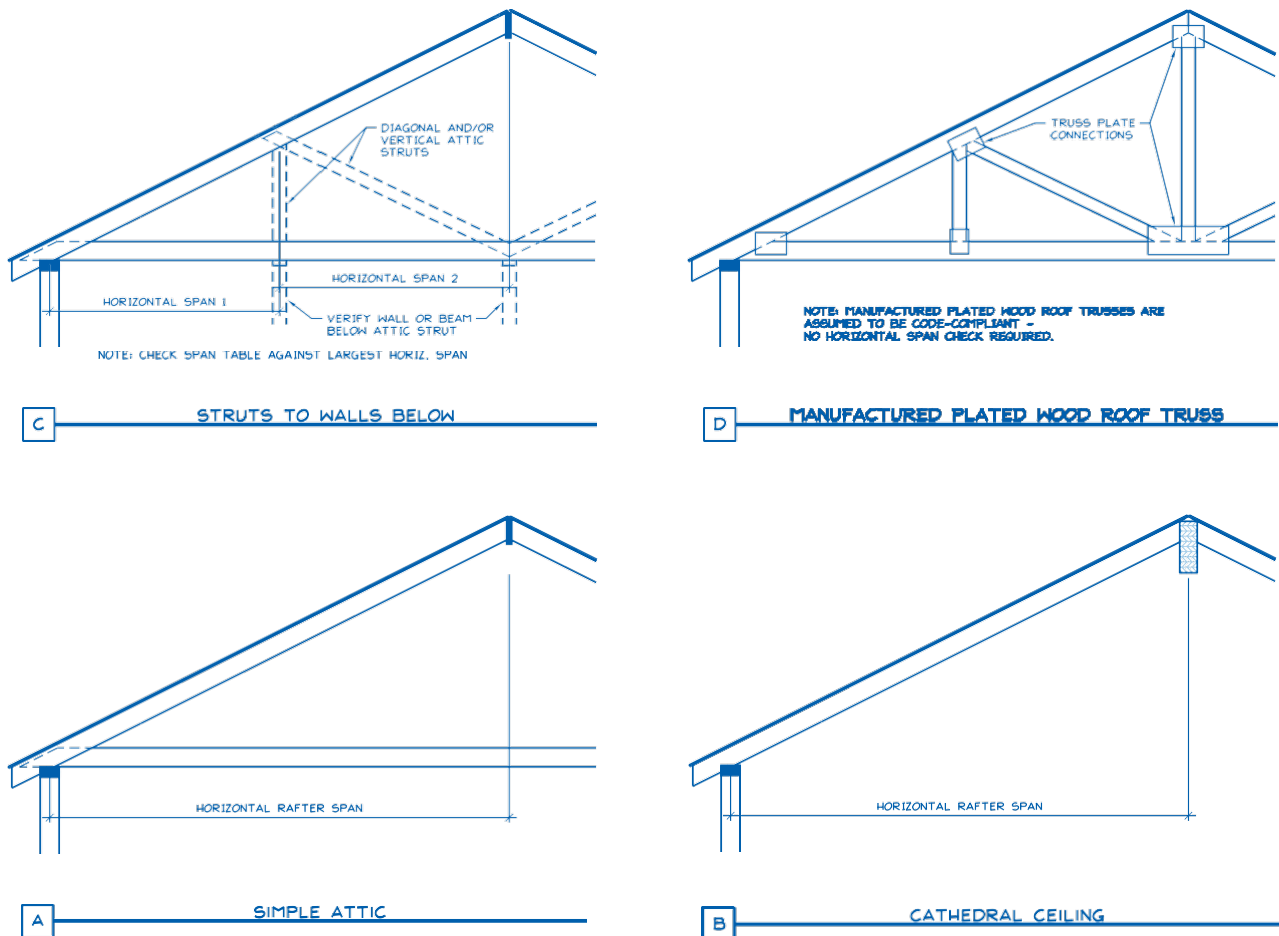 DIAGONAL AND/OR
VERTICAL ATTIC
STRUTS
HORIZONTAL SPAN 2
HORIZONTAL SPAN 1
VERIFY WALL OR BEAM
BELOW ATTIC STRUT
NOTE: CHECK SPAN TABLE AGAINST LARGEST HORIZ. SPAN
C
STRUTS TO WALLS BELOW
TRUSS PLATE
CONNECTIONS
NOTE: MANUFACTURED PLATED WOOD ROOF TRUSSES ARE
ASSUMED TO BE CODE-COMPLIANT -
NO HORIZONTAL SPAN CHECK REQUIRED.
D
MANUFACTURED PLATED WOOD ROOF TRUSS
HORIZONTAL RAFTER SPAN
A
SIMPLE ATTIC
HORIZONTAL RAFTER SPAN
B
CATHEDRAL CEILING